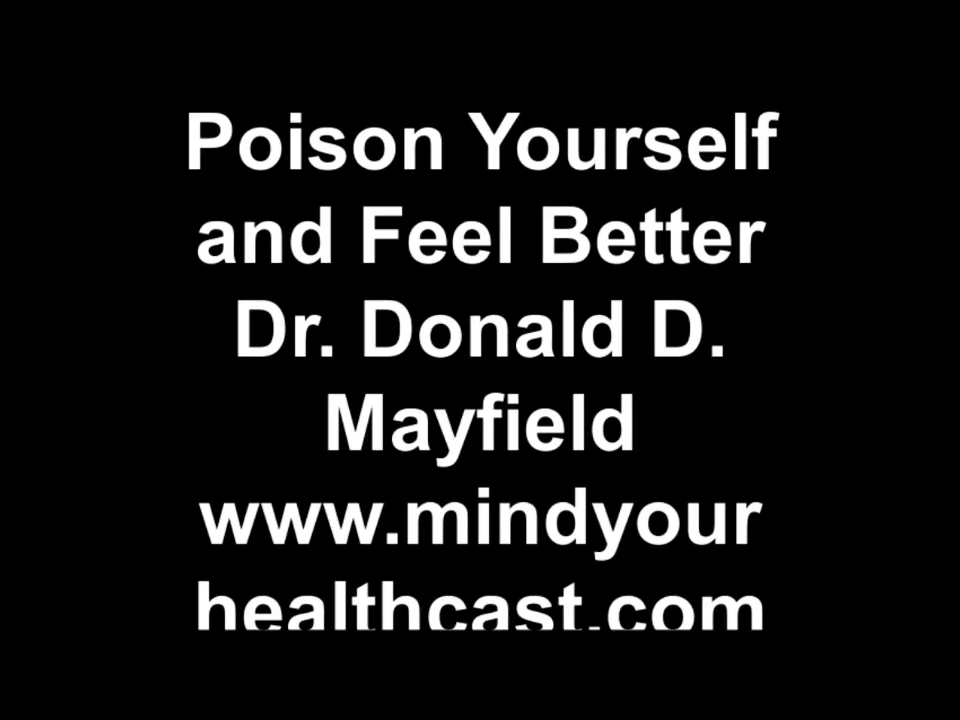 Poison Yourself
and Feel Better
Dr. Donald D.
Mayfield
www.mindyour
healthcast.com